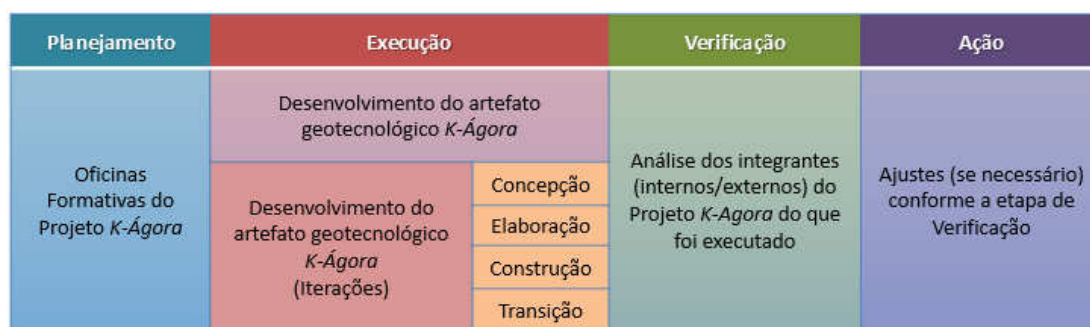 Planejamento
Execução
Verificação
Ação
Oficinas
Formativas do
Projeto K-Ágora
Desenvolvimento do artefato
geotecnológico K-Ágora
Desenvolvimento do
artefato geotecnológico
K-Ágora
(Iterações)
Concepção
Elaboração
Construção
Transição
Análise dos integrantes
(internos/externos) do
Projeto K-Agora do que
foi executado
Ajustes (se necessário)
conforme a etapa de
Verificação